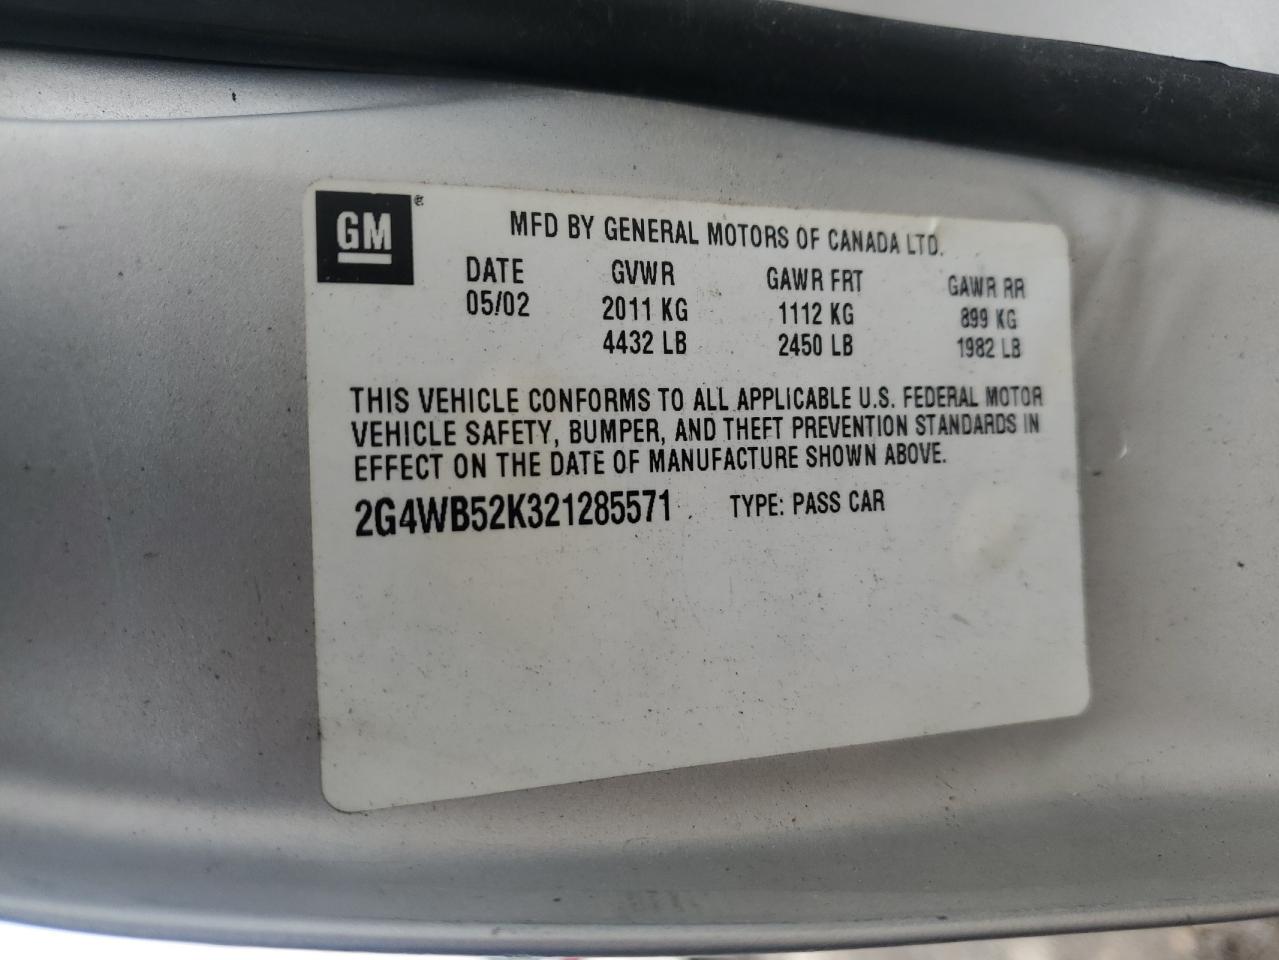 GM®
MFD BY GENERAL MOTORS OF CANADA LTD.
DATE GVWR GAWR FRT GAWR RR
05/02 2011 KG 1112 KG 899 KG
4432 LB 2450 LB 1982 LB
THIS VEHICLE CONFORMS TO ALL APPLICABLE U.S. FEDERAL MOTOR
VEHICLE SAFETY, BUMPER, AND THEFT PREVENTION STANDARDS IN
EFFECT ON THE DATE OF MANUFACTURE SHOWN ABOVE.
2G4WB52K321285571 TYPE: PASS CAR